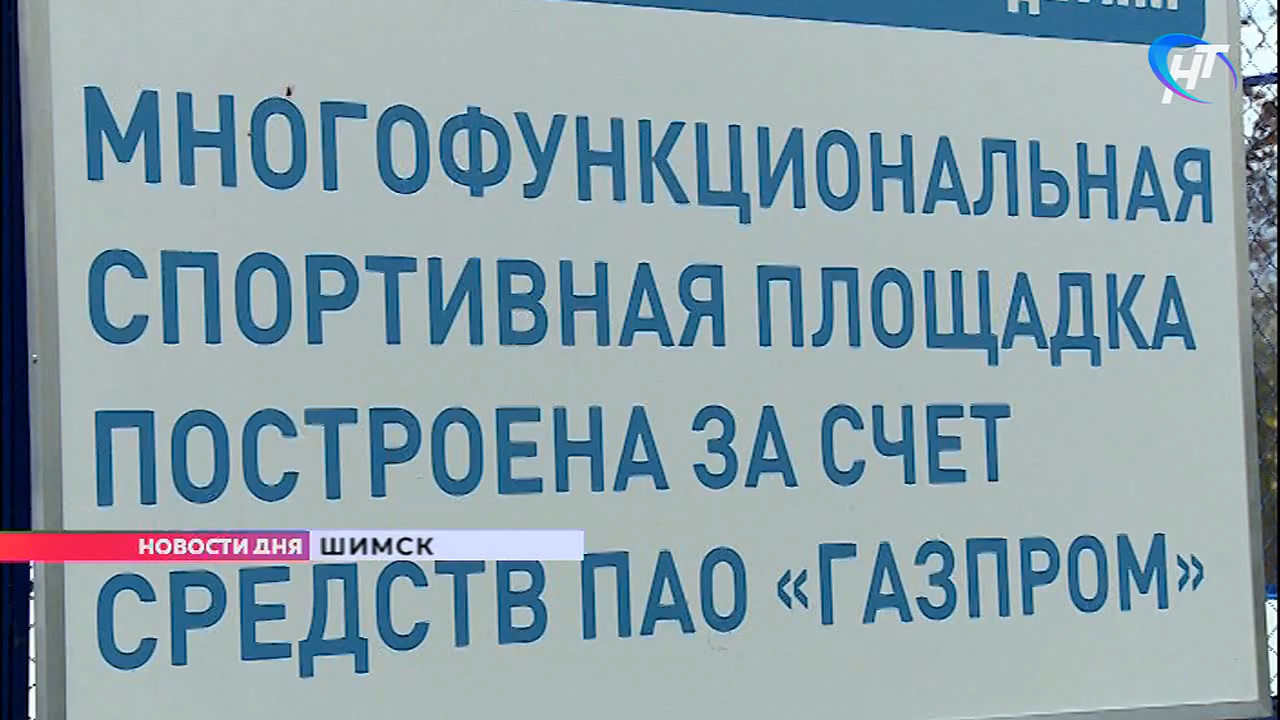 НТ
МНОГОФУНКЦИОНАЛЬНАЯ
СПОРТИВНАЯ ПЛОЩАДКА
ПОСТРОЕНА ЗА СЧЕТ
НОВОСТИ ДНЯ ШИМСК
СРЕДСТВ ПАО «ГАЗПРОМ»